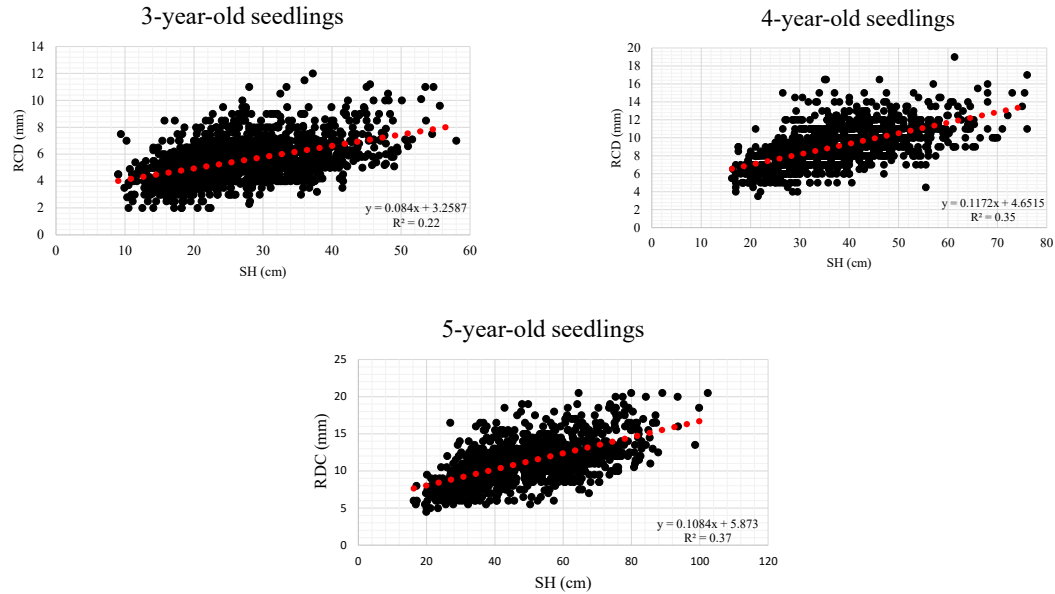 3-year-old seedlings
14
12
10
8
6
4
2
0
RCD (mm)
y = 0.084x + 3.2587
R² = 0.22
0 10 20 30 40 50 60
SH (cm)
4-year-old seedlings
20
18
16
14
12
10
8
6
4
2
0
RCD (mm)
y = 0.1172x + 4.6515
R² = 0.35
0 10 20 30 40 50 60 70 80
SH (cm)
5-year-old seedlings
25
20
15
10
5
0
RDC (mm)
y = 0.1084x + 5.873
R² = 0.37
0 20 40 60 80 100 120
SH (cm)